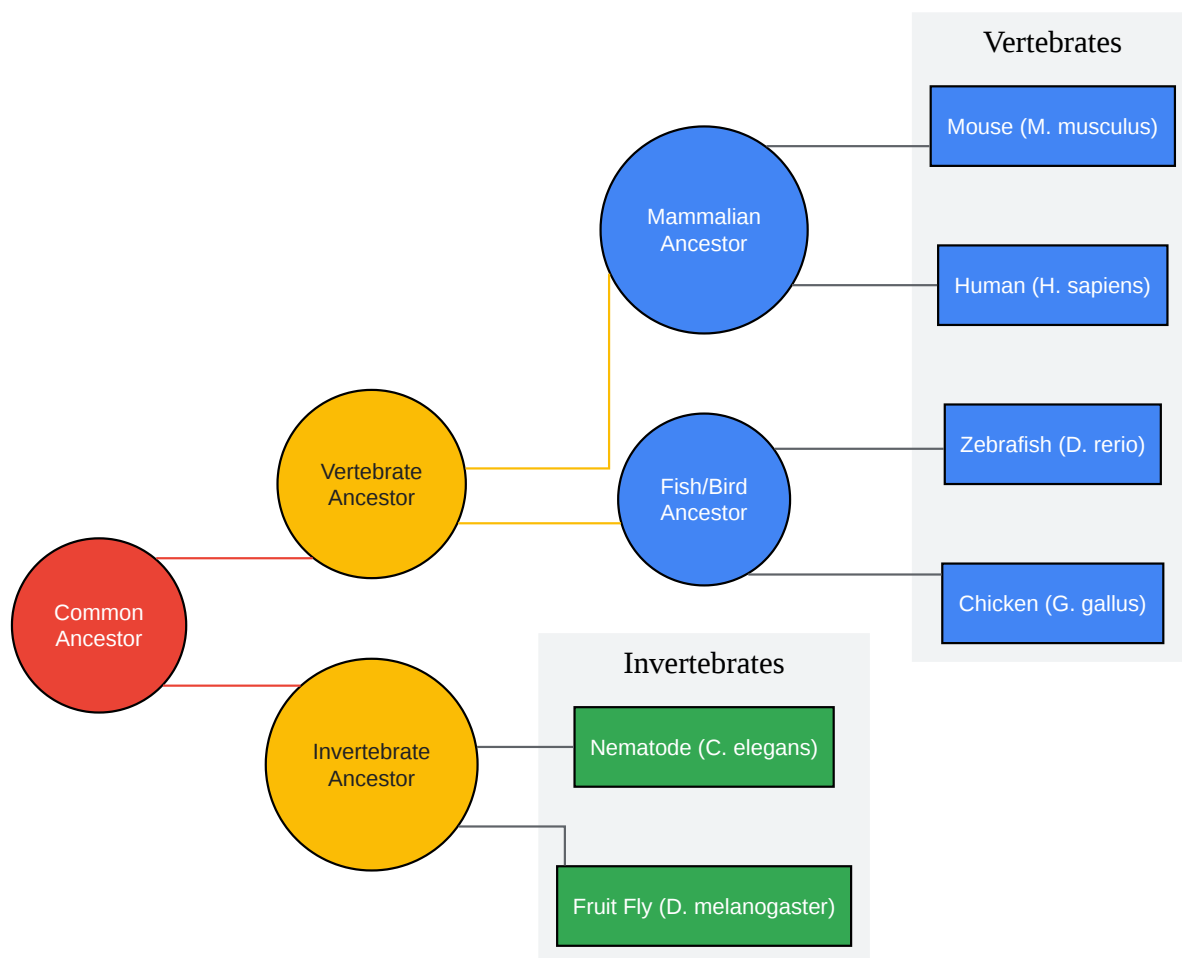 Vertebrates
Mouse (M. musculus)
Mammalian
Ancestor
Human (H. sapiens)
Zebrafish (D. rerio)
Vertebrate
Ancestor
Fish/Bird
Ancestor
Chicken (G. gallus)
Common
Ancestor
Invertebrates
Nematode (C. elegans)
Invertebrate
Ancestor
Fruit Fly (D. melanogaster)